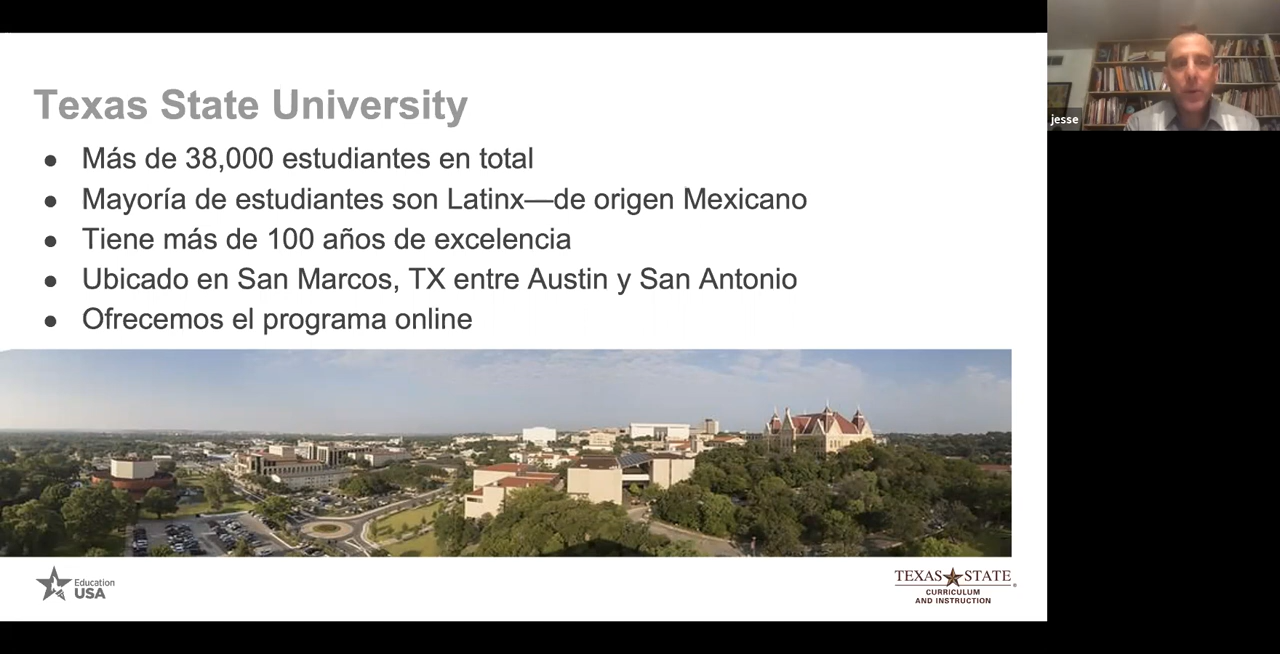 Texas State University
● Más de 38,000 estudiantes en total
● Mayoría de estudiantes son Latinx—de origen Mexicano
● Tiene más de 100 años de excelencia
● Ubicado en San Marcos, TX entre Austin y San Antonio
● Ofrecemos el programa online
jesse
Education
USA
TEXAS STATE
CURRICULUM
AND INSTRUCTION